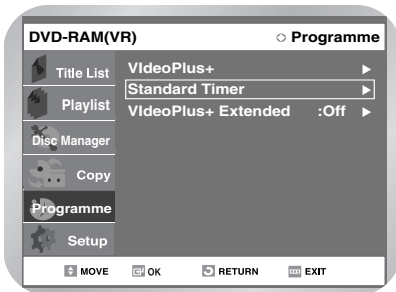 DVD-RAM(VR) Programme
Title List
Playlist
Disc Manager
Copy
Programme
Setup
VIdeoPlus+
Standard Timer
VIdeoPlus+ Extended :Off
MOVE OK RETURN EXIT